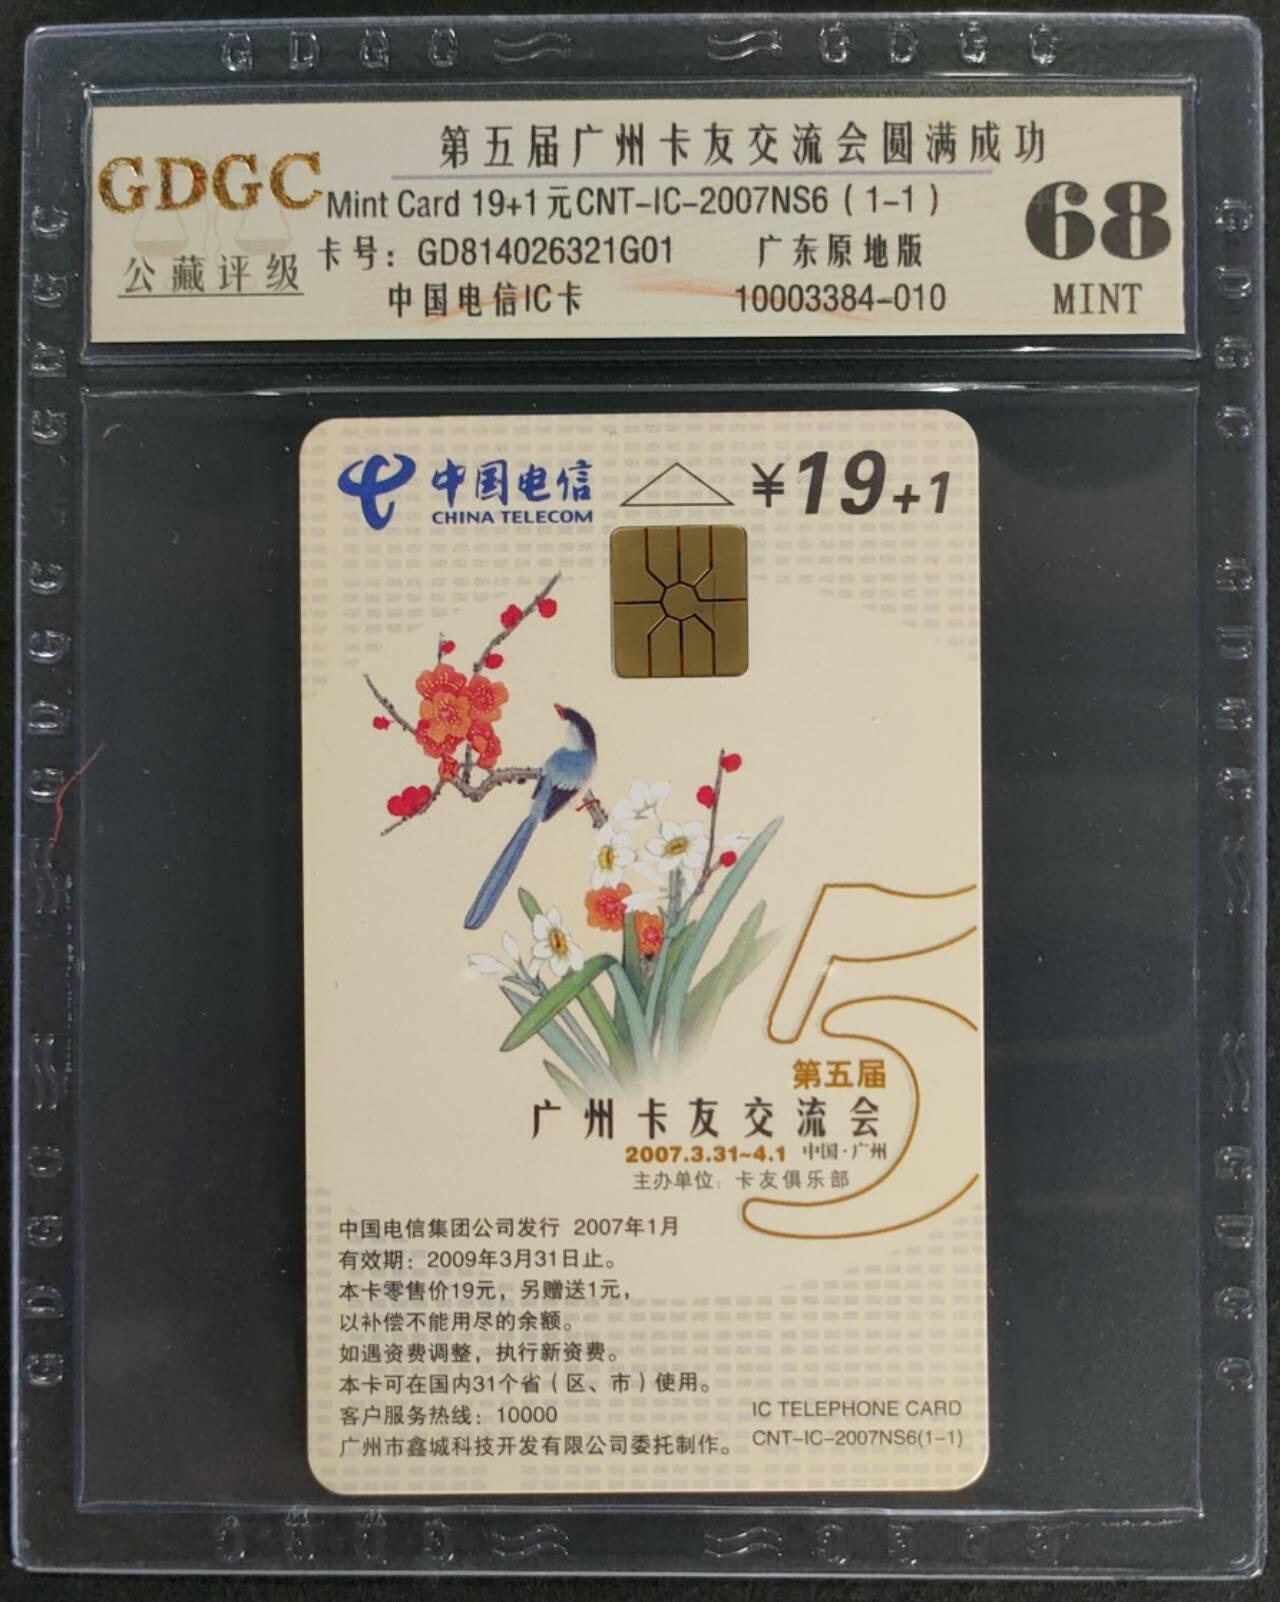 GDGC GDGC
第五届广州卡友交流会圆满成功
GDGC
Mint Card 19+1元CNT-IC-2007NS6（1-1）
68
卡号：GD814026321G01 广东原地版
公藏评级
中国电信IC卡 10003384-010
MINT
中国电信
CHINA TELECOM
¥19+1
5
第五届
广州卡友交流会
2007.3.31~4.1 中国·广州
主办单位：卡友俱乐部
中国电信集团公司发行 2007年1月
有效期：2009年3月31日止。
本卡零售价19元，另赠送1元，
以补偿不能用尽的余额。
如遇资费调整，执行新资费。
本卡可在国内31个省（区、市）使用。
客户服务热线：10000
IC TELEPHONE CARD
广州市鑫城科技开发有限公司委托制作。
CNT-IC-2007NS6(1-1)